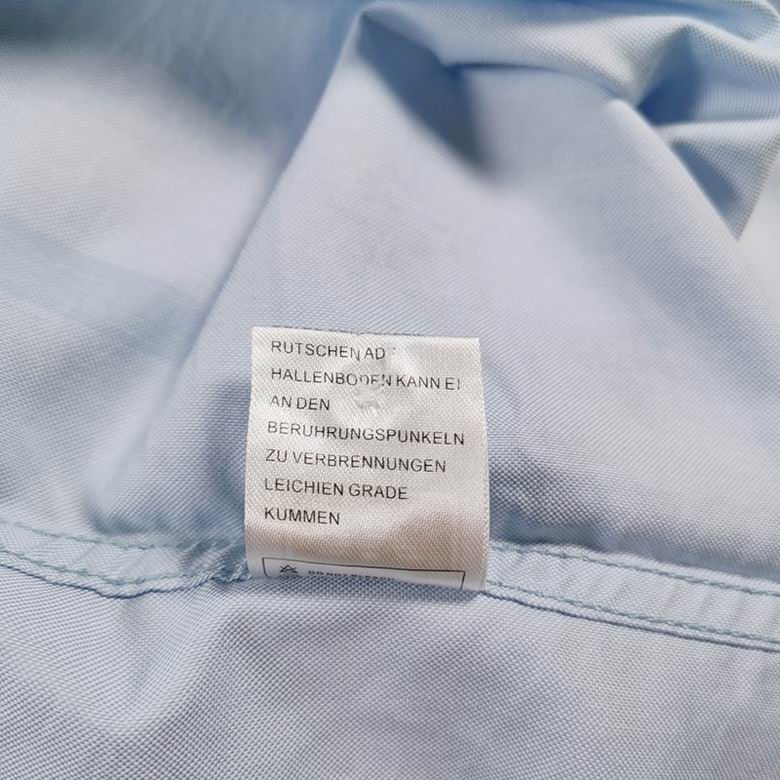 RUTSCHEN AD
HALLENBODEN KANN EI
AN DEN
BERUHRUNGSPUNKELN
ZU VERBRENNUNGEN
LEICHIEN GRADE
KUMMEN